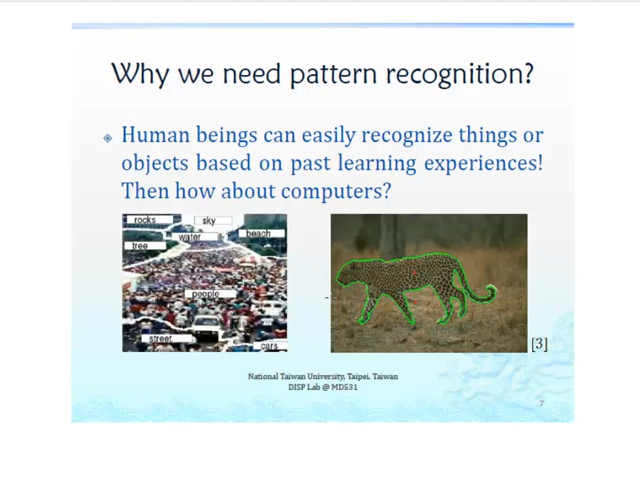 Why we need pattern recognition?
Human beings can easily recognize things or
objects based on past learning experiences!
Then how about computers?
rocks
sky
water
beach
tree
people
street
cars
[3]
National Taiwan University, Taipei, Taiwan
DISP Lab @ MD531
7